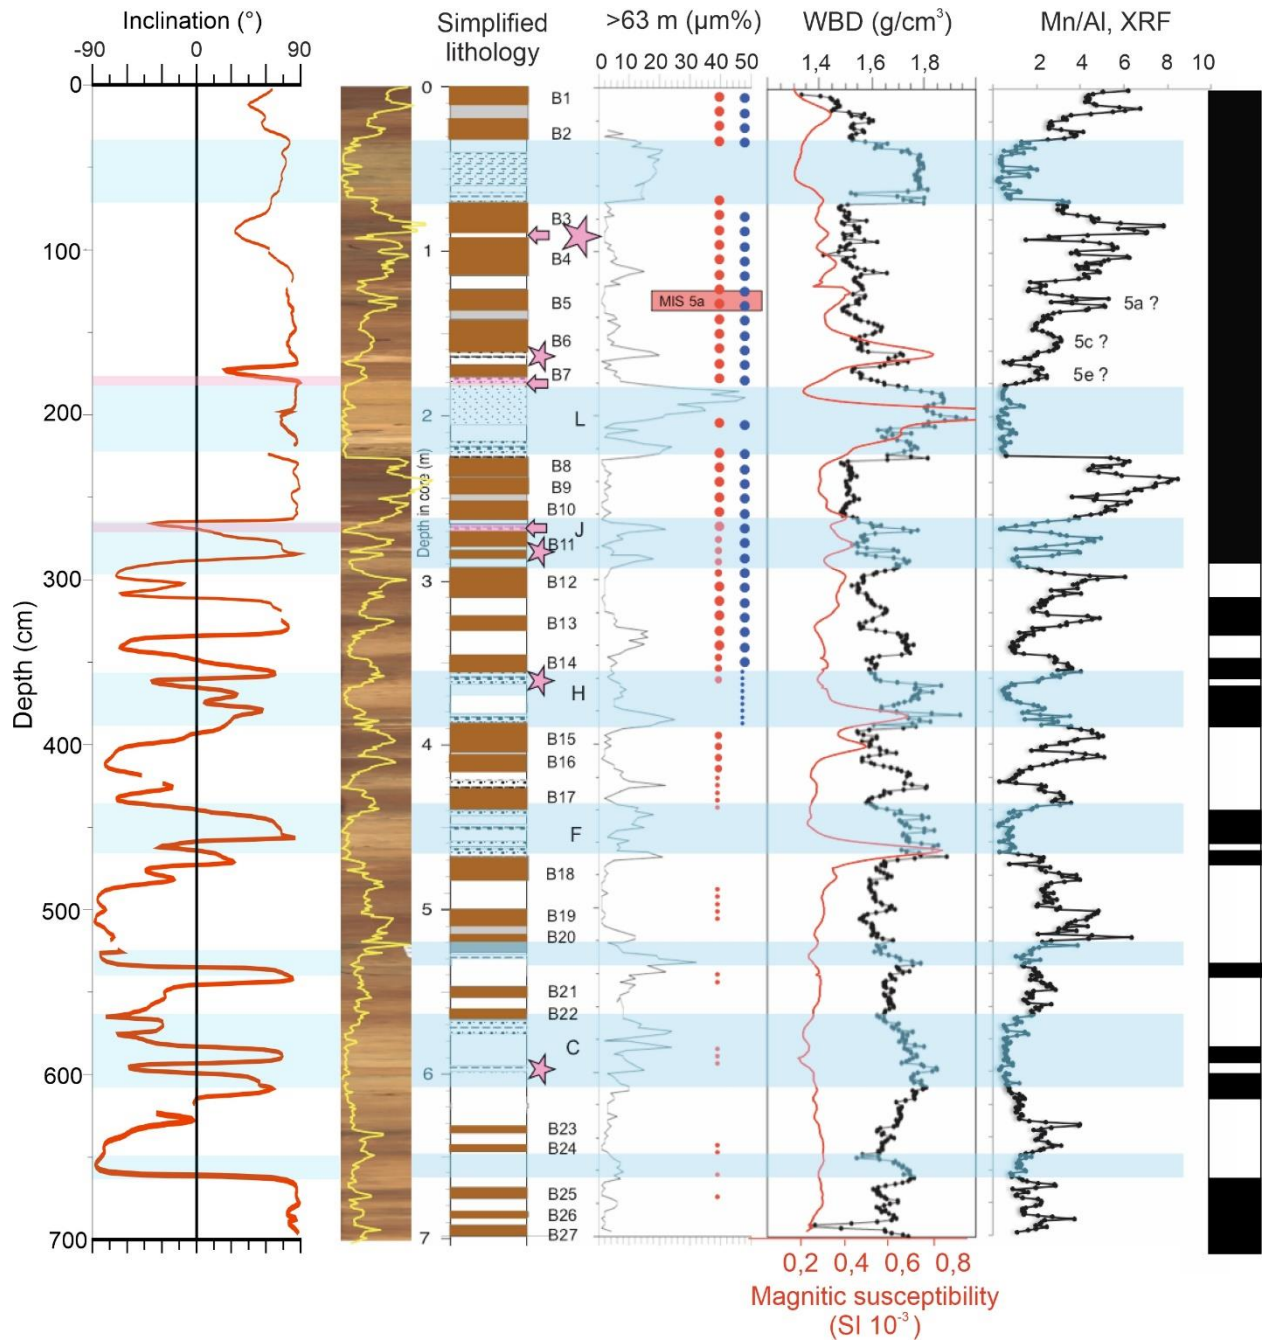 Inclination (°)
-90 0 90
Simplified
lithology
>63 m (µm%)
0 10 20 30 40 50
WBD (g/cm³)
1,4 1,6 1,8
Mn/Al, XRF
2 4 6 8 10
Depth (cm)
0
100
200
300
400
500
600
700
Depth in core (m)
0
1
2
3
4
5
6
7
B1
B2
B3
B4
B5
B6
B7
L
B8
B9
B10
J
B11
B12
B13
B14
H
B15
B16
B17
F
B18
B19
B20
B21
B22
C
B23
B24
B25
B26
B27
MIS 5a
5a ?
5c ?
5e ?
0,2 0,4 0,6 0,8
Magnitic susceptibility
(SI 10⁻³)